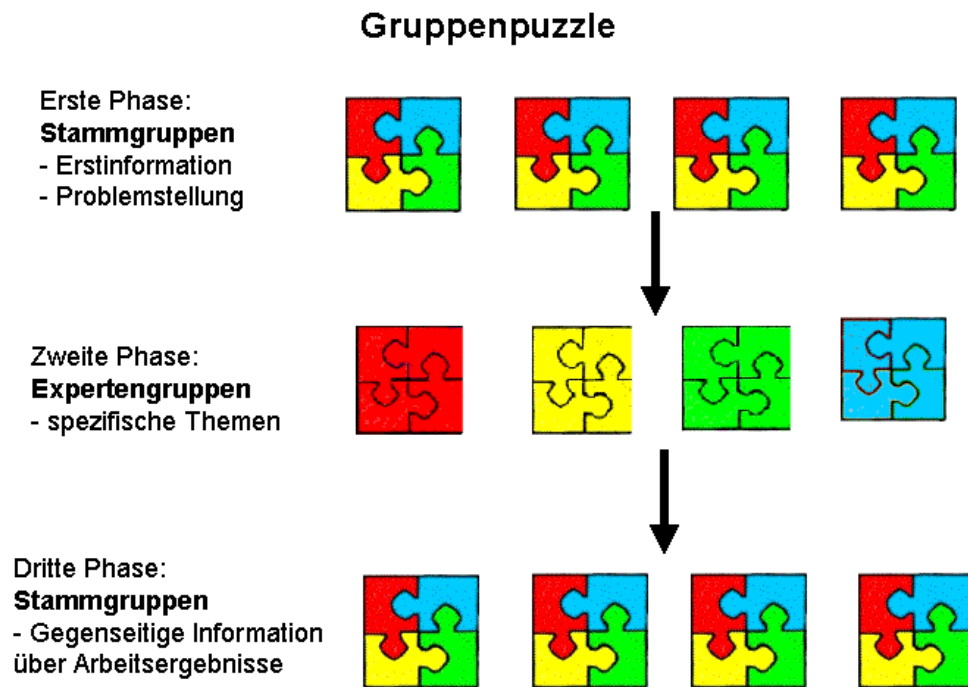 Gruppenpuzzle
Erste Phase:
Stammgruppen
- Erstinformation
- Problemstellung
Zweite Phase:
Expertengruppen
- spezifische Themen
Dritte Phase:
Stammgruppen
- Gegenseitige Information
über Arbeitsergebnisse